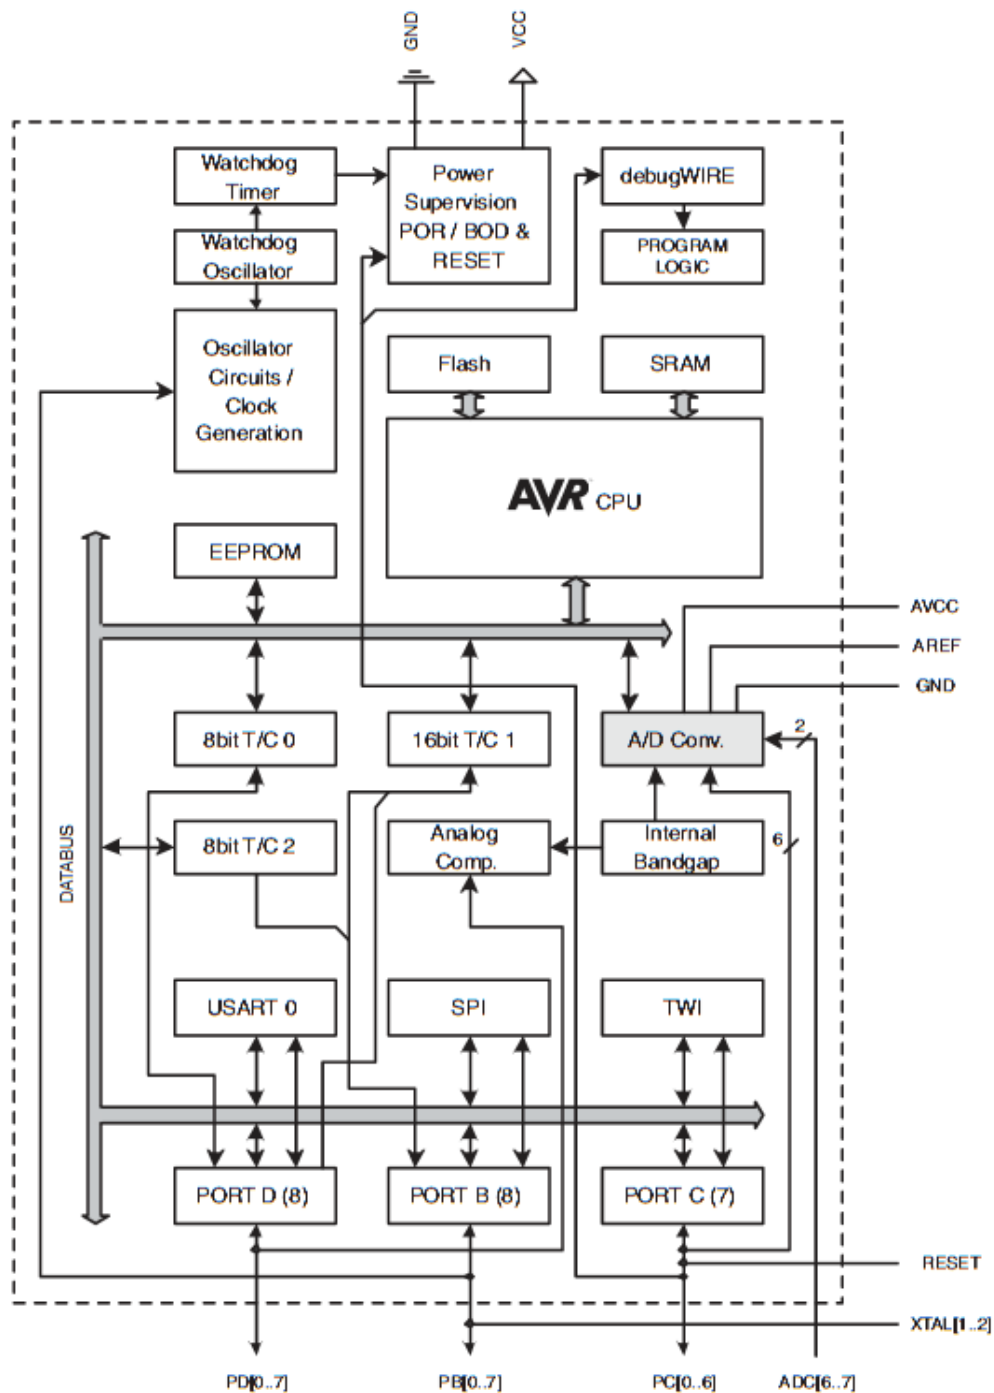 GND
VCC
Watchdog
Timer
Power
Supervision
POR / BOD &
RESET
debugWIRE
Watchdog
Oscillator
PROGRAM
LOGIC
Oscillator
Circuits /
Clock
Generation
Flash
SRAM
AVR CPU
EEPROM
AVCC
AREF
GND
8bit T/C 0
16bit T/C 1
A/D Conv.
2
DATABUS
8bit T/C 2
Analog
Comp.
Internal
Bandgap
6
USART 0
SPI
TWI
PORT D (8)
PORT B (8)
PORT C (7)
RESET
XTAL[1..2]
PD[0..7]
PB[0..7]
PC[0..6]
ADC[6..7]